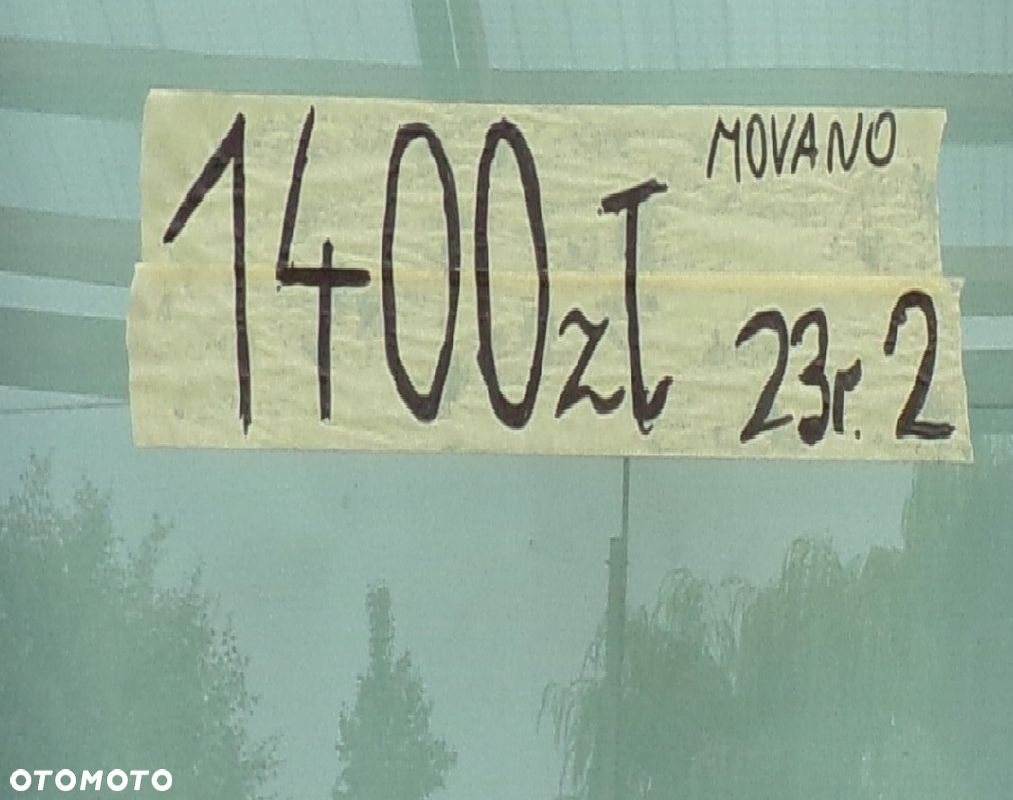 MOVANO
1400zł
23r. 2
OTOMOTO